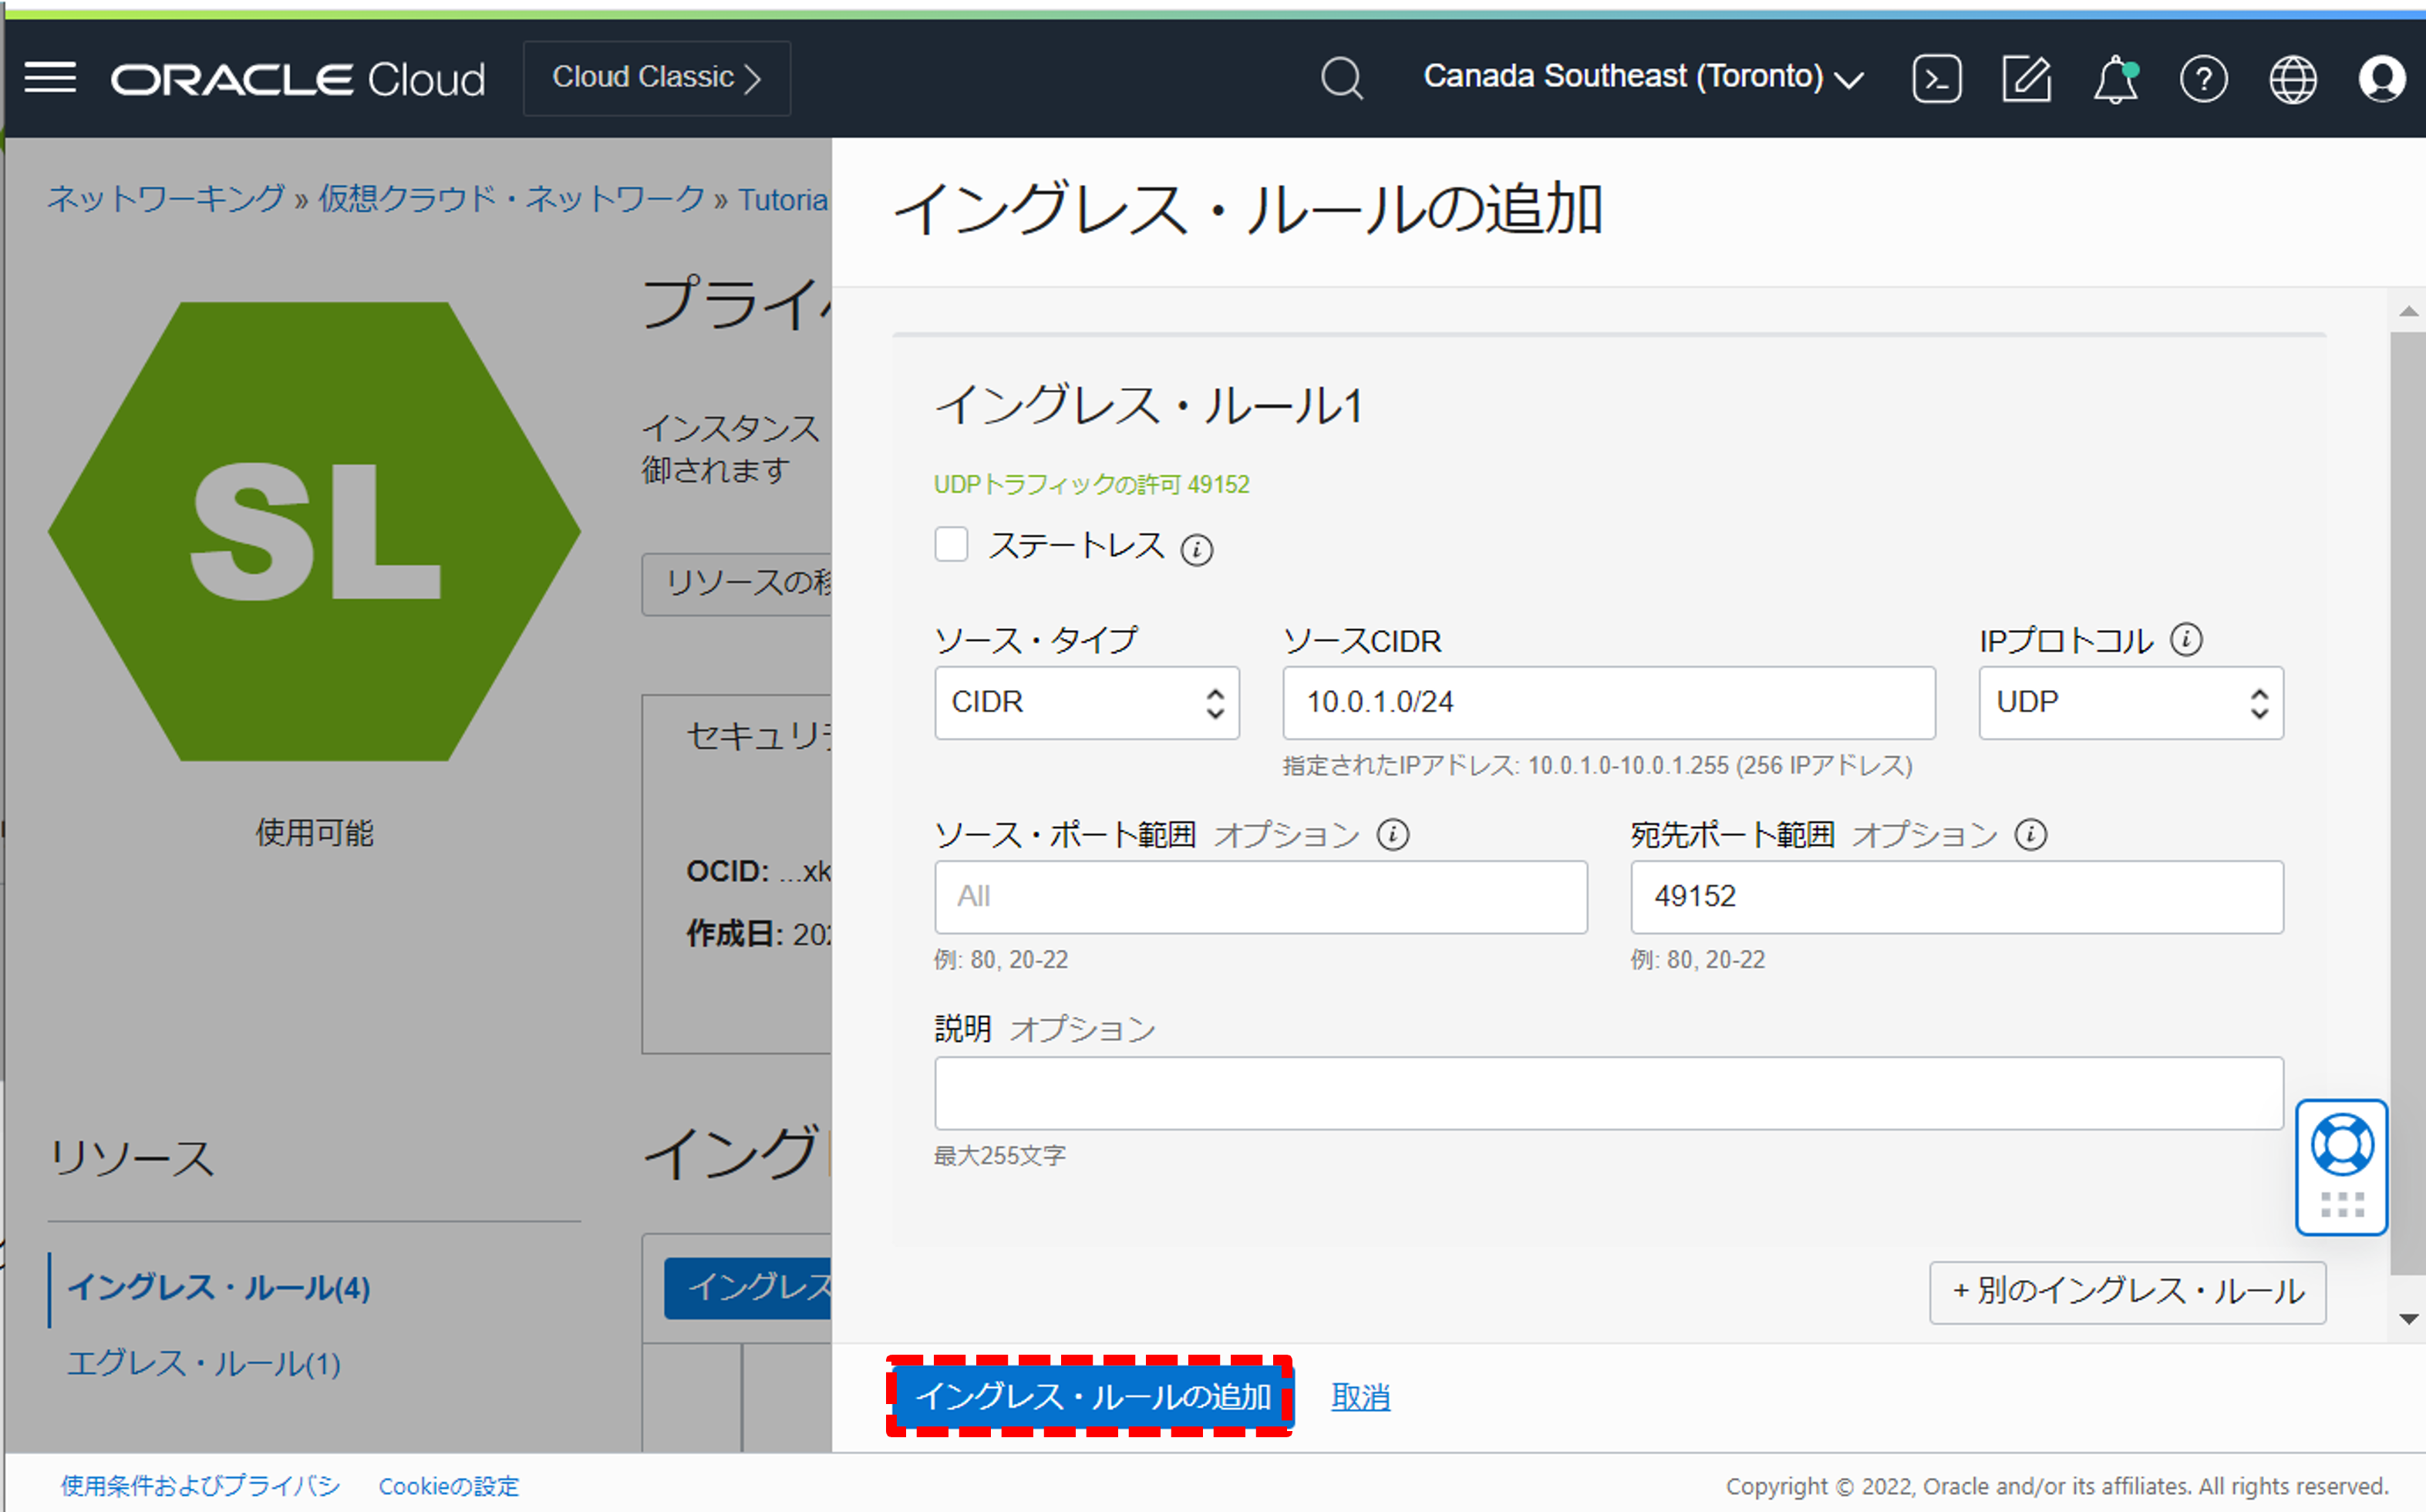 ORACLE Cloud
Cloud Classic
Canada Southeast (Toronto)
ネットワーキング » 仮想クラウド・ネットワーク » Tutoria
SL
使用可能
プライ
インスタンス
御されます
リソースの移
セキュリ
OCID: ...xk
作成日: 202
リソース
イングレス・ルール(4)
エグレス・ルール(1)
イング
イングレス
イングレス・ルールの追加
イングレス・ルール1
UDPトラフィックの許可 49152
ステートレス
ソース・タイプ
CIDR
ソースCIDR
10.0.1.0/24
指定されたIPアドレス: 10.0.1.0-10.0.1.255 (256 IPアドレス)
IPプロトコル
UDP
ソース・ポート範囲 オプション
All
例: 80, 20-22
宛先ポート範囲 オプション
49152
例: 80, 20-22
説明 オプション
最大255文字
+ 別のイングレス・ルール
イングレス・ルールの追加
取消
使用条件およびプライバシ
Cookieの設定
Copyright © 2022, Oracle and/or its affiliates. All rights reserved.